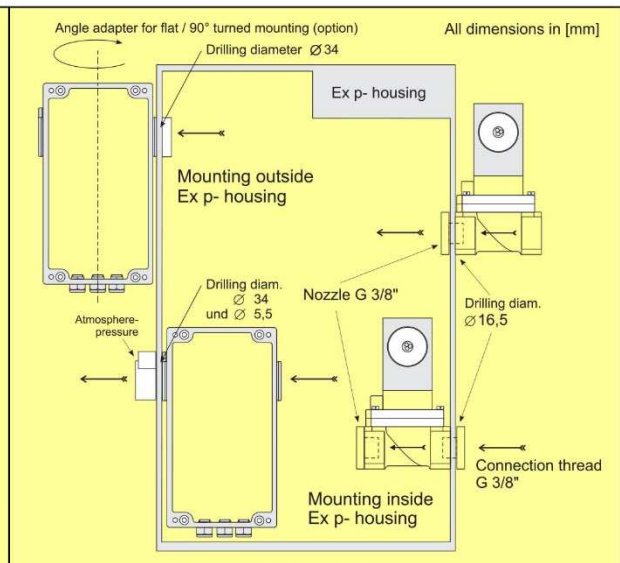 Angle adapter for flat / 90° turned mounting (option)
All dimensions in [mm]
Drilling diameter Ø 34
Ex p- housing
Mounting outside
Ex p- housing
Drilling diam.
Ø 34
und Ø 5,5
Nozzle G 3/8"
Drilling diam.
Ø 16,5
Atmosphere-
pressure
Connection thread
G 3/8"
Mounting inside
Ex p- housing